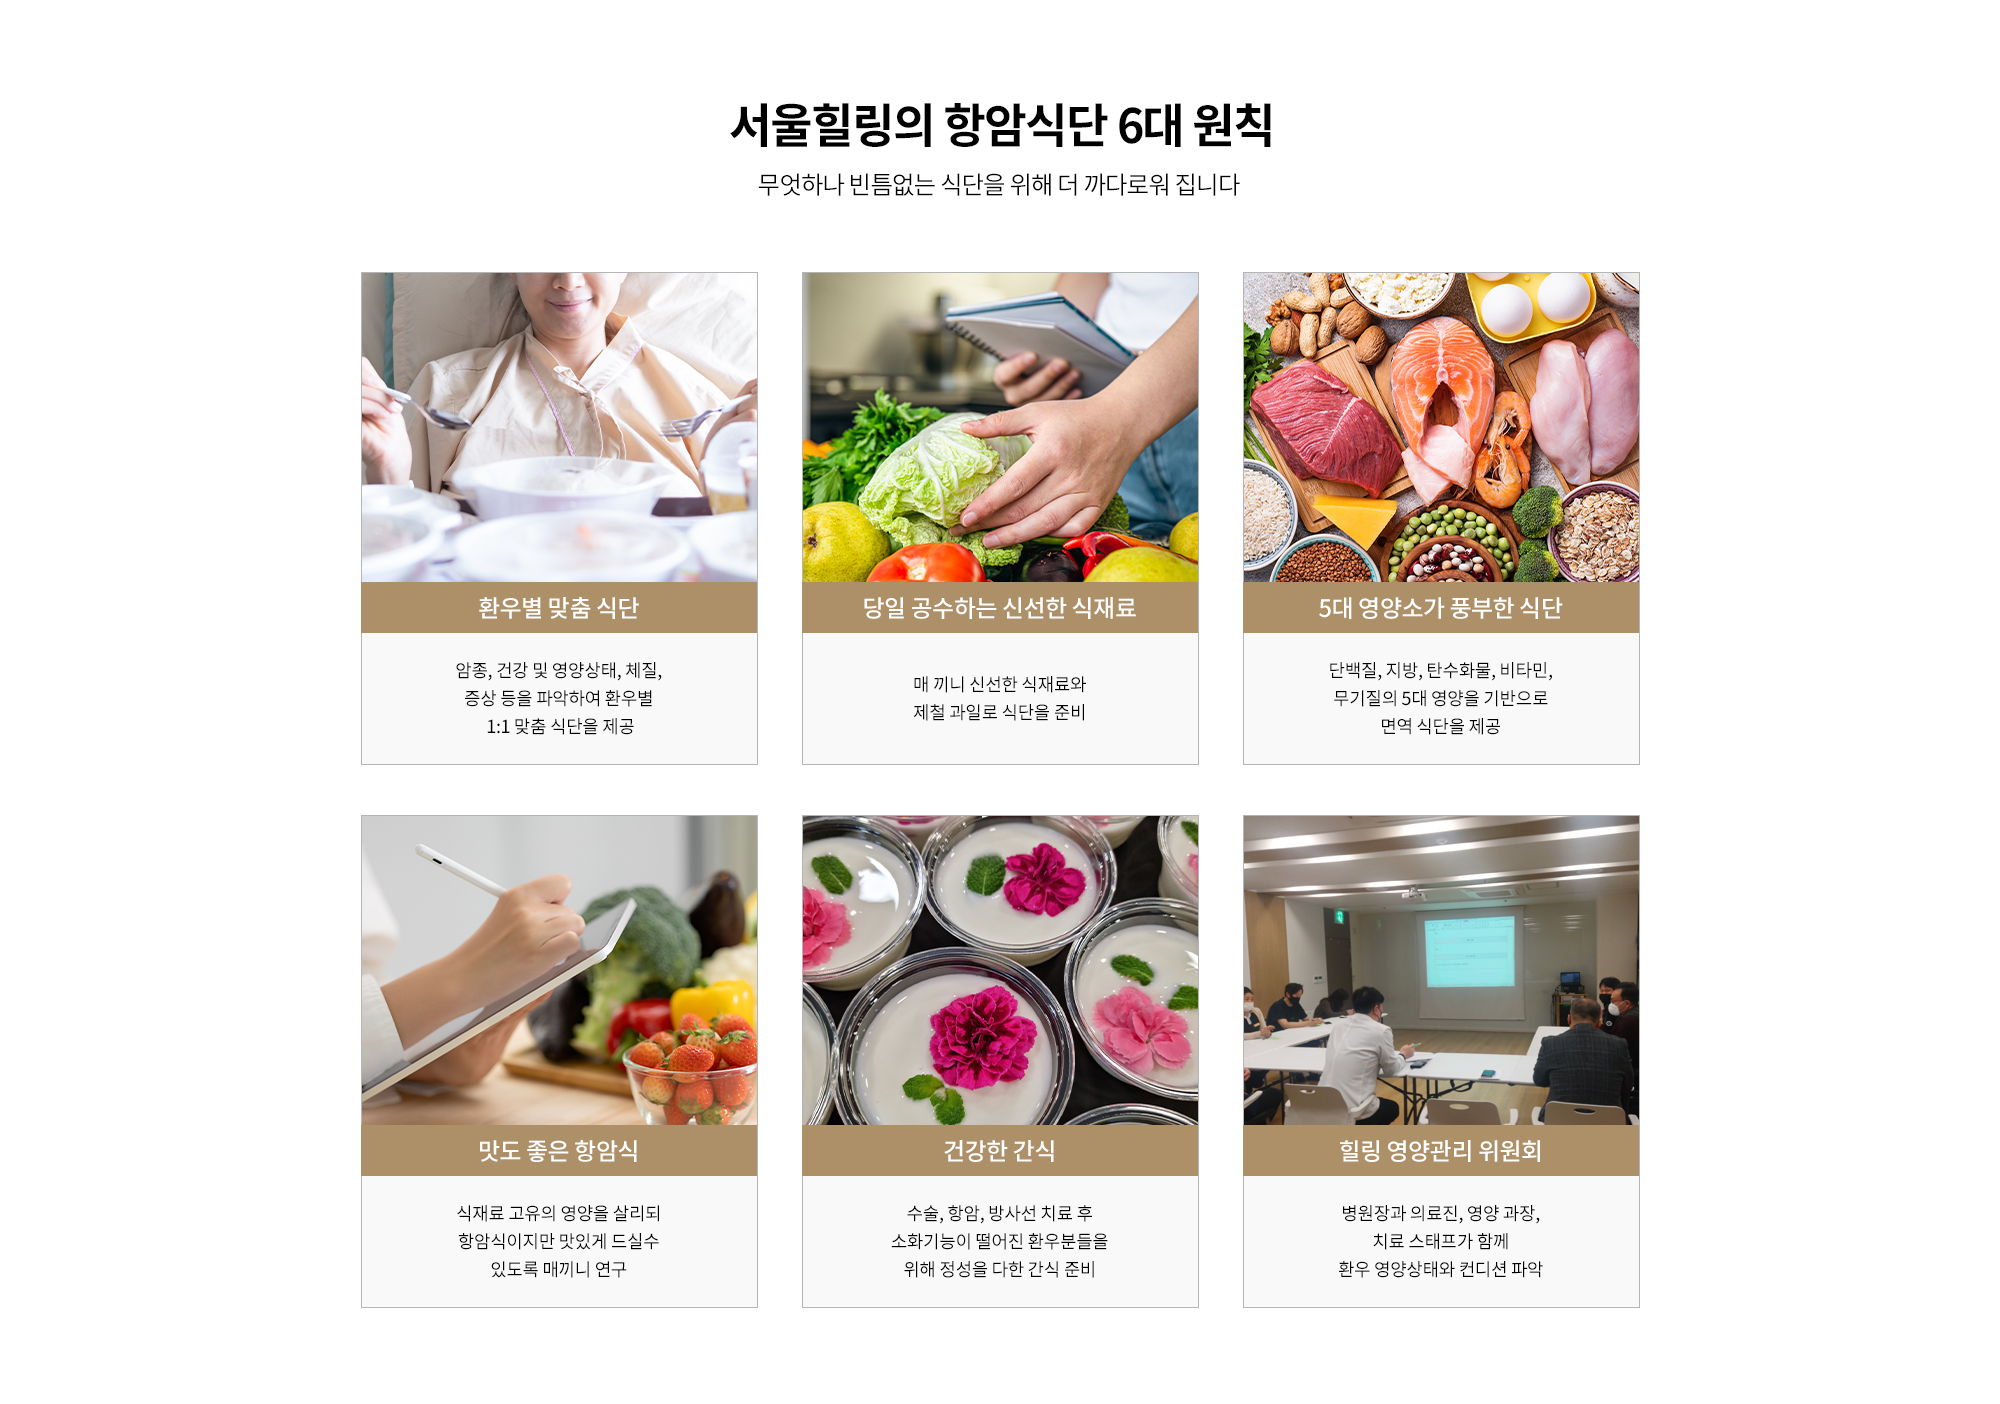 서울힐링의 항암식단 6대 원칙
무엇하나 빈틈없는 식단을 위해 더 까다로워 집니다
환우별 맞춤 식단
암종, 건강 및 영양상태, 체질,
증상 등을 파악하여 환우별
1:1 맞춤 식단을 제공
당일 공수하는 신선한 식재료
매 끼니 신선한 식재료와
제철 과일로 식단을 준비
5대 영양소가 풍부한 식단
단백질, 지방, 탄수화물, 비타민,
무기질의 5대 영양을 기반으로
면역 식단을 제공
맛도 좋은 항암식
식재료 고유의 영양을 살리되
항암식이지만 맛있게 드실수
있도록 매끼니 연구
건강한 간식
수술, 항암, 방사선 치료 후
소화기능이 떨어진 환우분들을
위해 정성을 다한 간식 준비
힐링 영양관리 위원회
병원장과 의료진, 영양 과장,
치료 스태프가 함께
환우 영양상태와 컨디션 파악